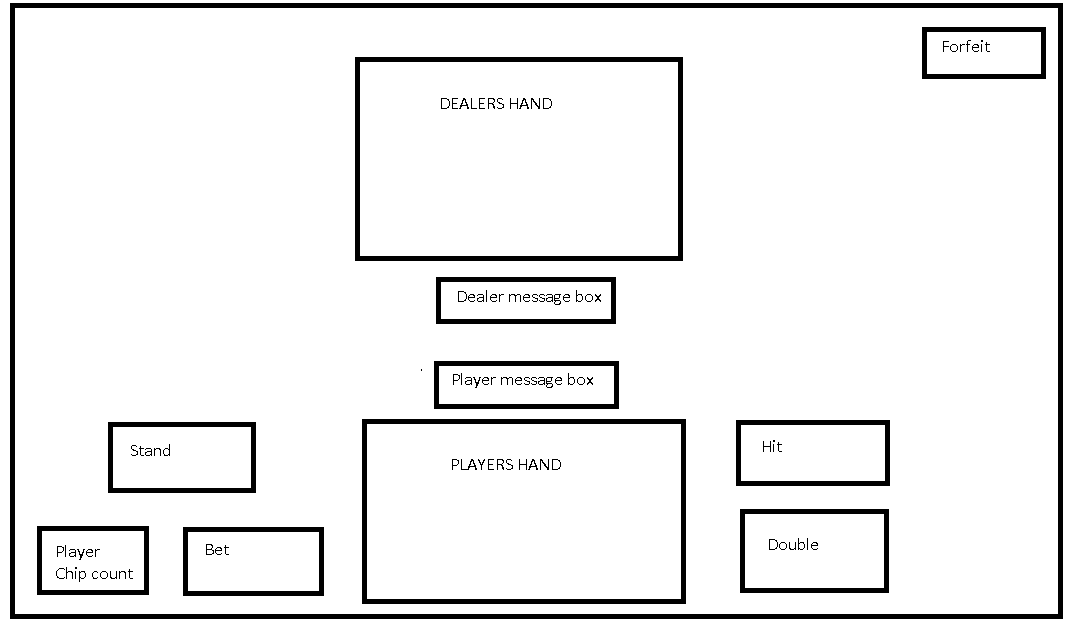 Forfeit
DEALERS HAND
Dealer message box
Player message box
Stand
PLAYERS HAND
Hit
Player
Chip count
Bet
Double